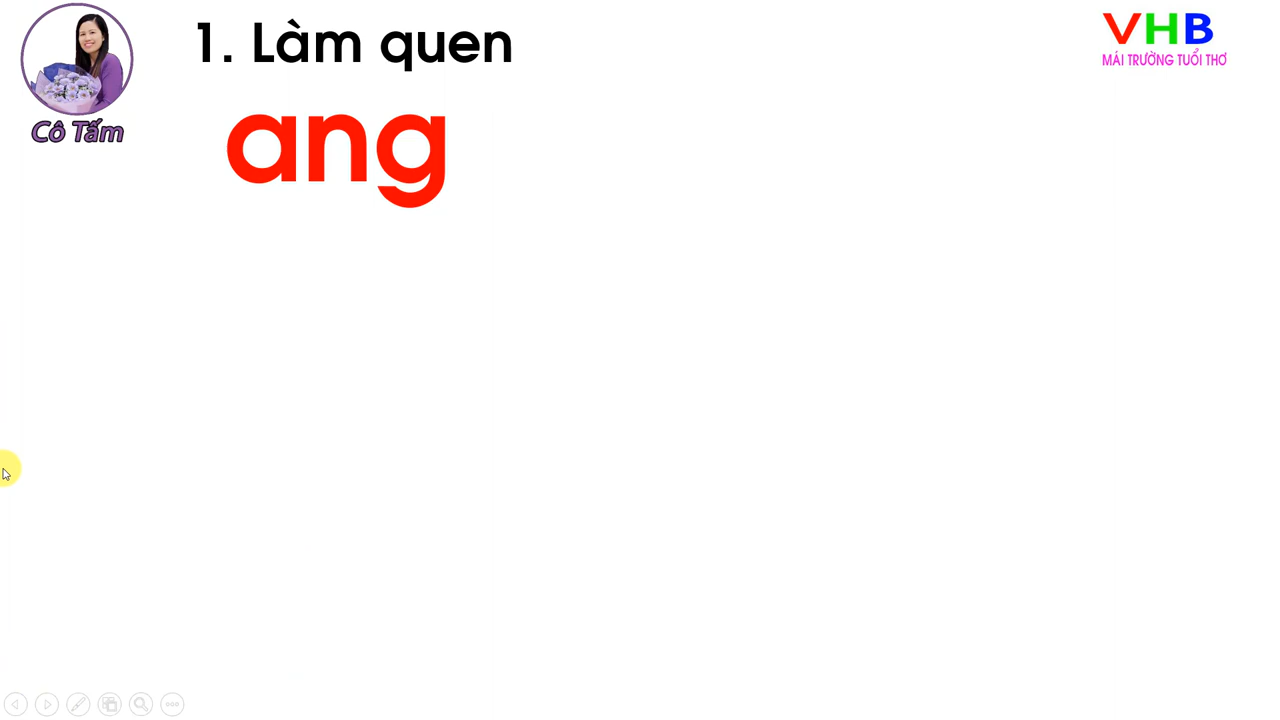 1. Làm quen
VHB
MÁI TRƯỜNG TUỔI THƠ
Cô Tấm
ang